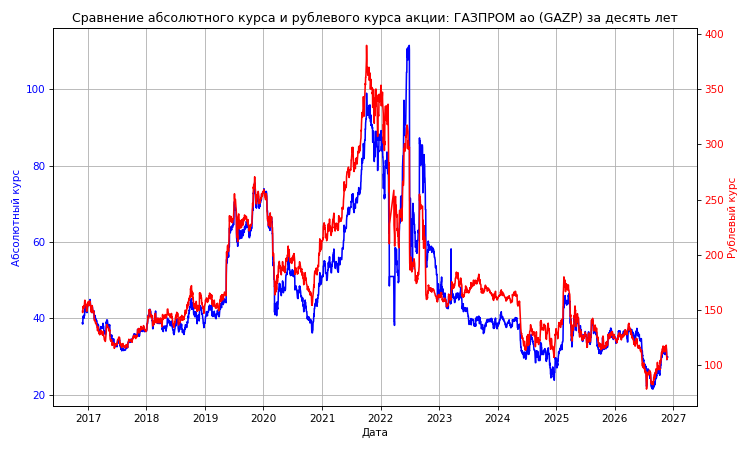 Сравнение абсолютного курса и рублевого курса акции: ГАЗПРОМ ао (GAZP) за десять лет
400
350
300
250
200
150
100
100
80
60
40
20
Абсолютный курс
Рублевый курс
2017 2018 2019 2020 2021 2022 2023 2024 2025 2026 2027
Дата